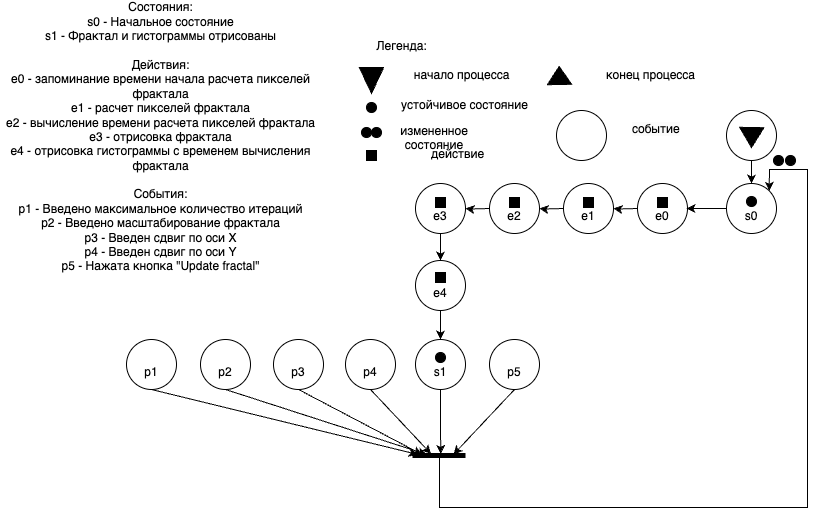 Состояния:
s0 - Начальное состояние
s1 - Фрактал и гистограммы отрисованы
Действия:
e0 - запоминание времени начала расчета пикселей
фрактала
e1 - расчет пикселей фрактала
e2 - вычисление времени расчета пикселей фрактала
e3 - отрисовка фрактала
e4 - отрисовка гистограммы с временем вычисления
фрактала
События:
p1 - Введено максимальное количество итераций
p2 - Введено масштабирование фрактала
p3 - Введен сдвиг по оси X
p4 - Введен сдвиг по оси Y
p5 - Нажата кнопка "Update fractal"
Легенда:
начало процесса
конец процесса
устойчивое состояние
измененное
состояние
событие
действие
e3
e2
e1
e0
s0
e4
p1
p2
p3
p4
s1
p5